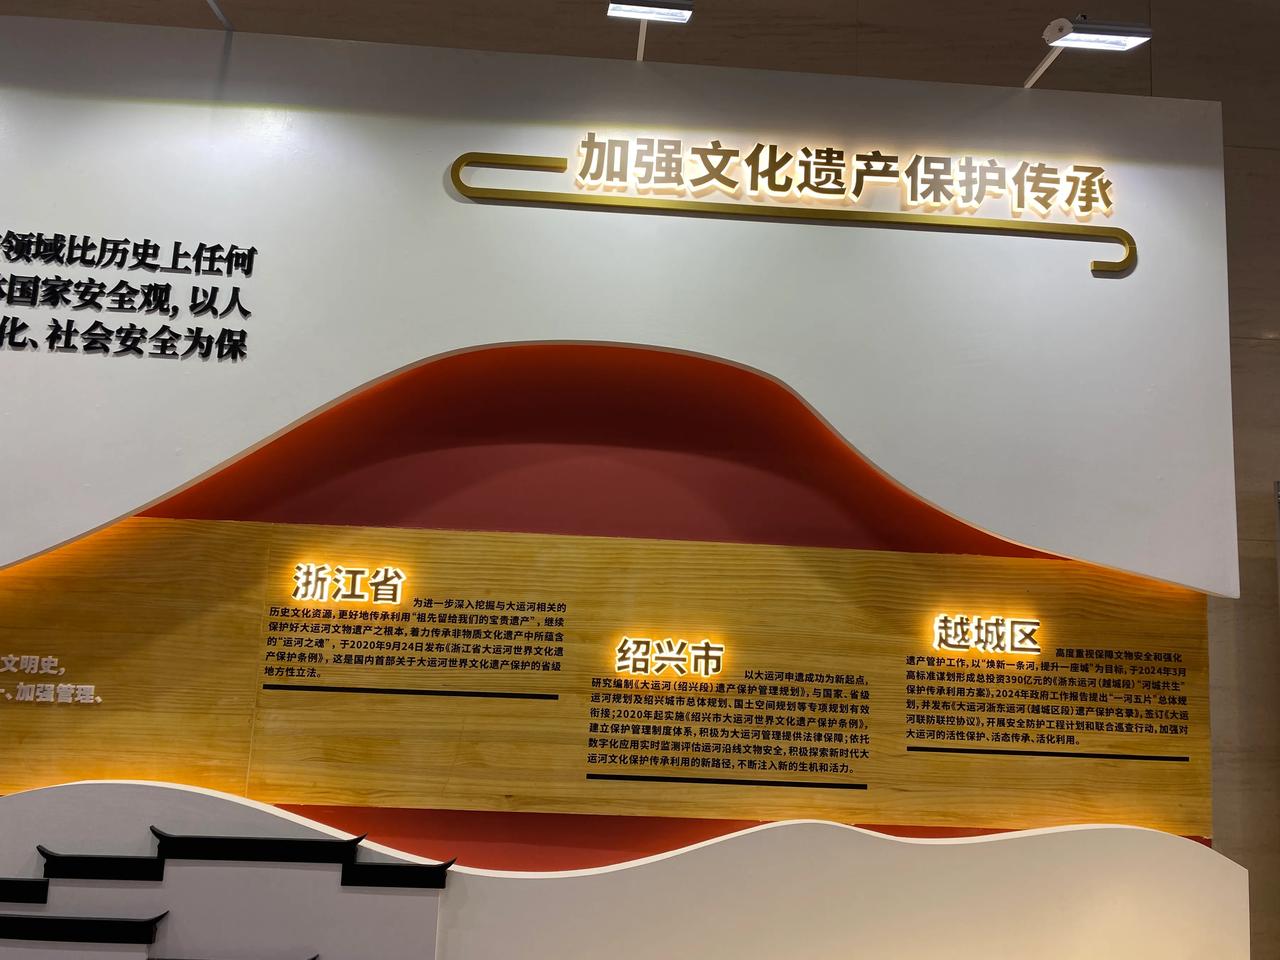 加强文化遗产保护传承
领域比历史上任何
国家安全观，以人
化、社会安全为保
浙江省
为进一步深入挖掘与大运河相关的
历史文化资源，更好地传承利用“祖先留给我们的宝贵遗产”，继续
保护好大运河文物遗产之根本，着力传承非物质文化遗产中所蕴含
的“运河之魂”，于2020年9月24日发布《浙江省大运河世界文化遗
产保护条例》，这是国内首部关于大运河世界文化遗产保护的省级
地方性立法。
绍兴市
以大运河申遗成功为新起点，
研究编制《大运河(绍兴段)遗产保护管理规划》，与国家、省级
运河规划及绍兴城市总体规划、国土空间规划等专项规划有效
衔接；2020年起实施《绍兴市大运河世界文化遗产保护条例》，
建立保护管理制度体系，积极为大运河管理提供法律保障；依托
数字化应用实时监测评估运河沿线文物安全，积极探索新时代大
运河文化保护传承利用的新路径，不断注入新的生机和活力。
越城区
高度重视保障文物安全和强化
遗产管护工作，以“焕新一条河，提升一座城”为目标，于2024年3月
高标准谋划形成总投资390亿元的《浙东运河(越城段)“河城共生”
保护传承利用方案》，2024年政府工作报告提出“一河五片”总体规
划，并发布《大运河浙东运河(越城区段)遗产保护名录》，签订《大运
河联防联控协议》，开展安全防护工程计划和联合巡查行动，加强对
大运河的活性保护、活态传承、活化利用。
文明史，
、加强管理、